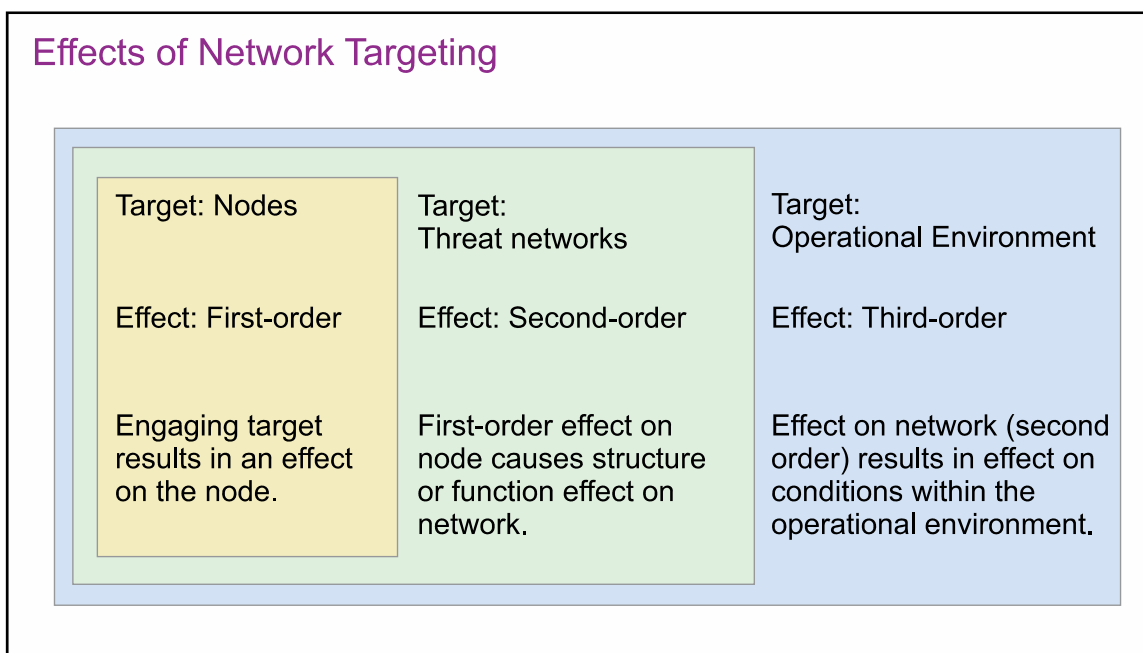 Effects of Network Targeting
Target: Nodes
Effect: First-order
Engaging target
results in an effect
on the node.
Target:
Threat networks
Effect: Second-order
First-order effect on
node causes structure
or function effect on
network.
Target:
Operational Environment
Effect: Third-order
Effect on network (second
order) results in effect on
conditions within the
operational environment.